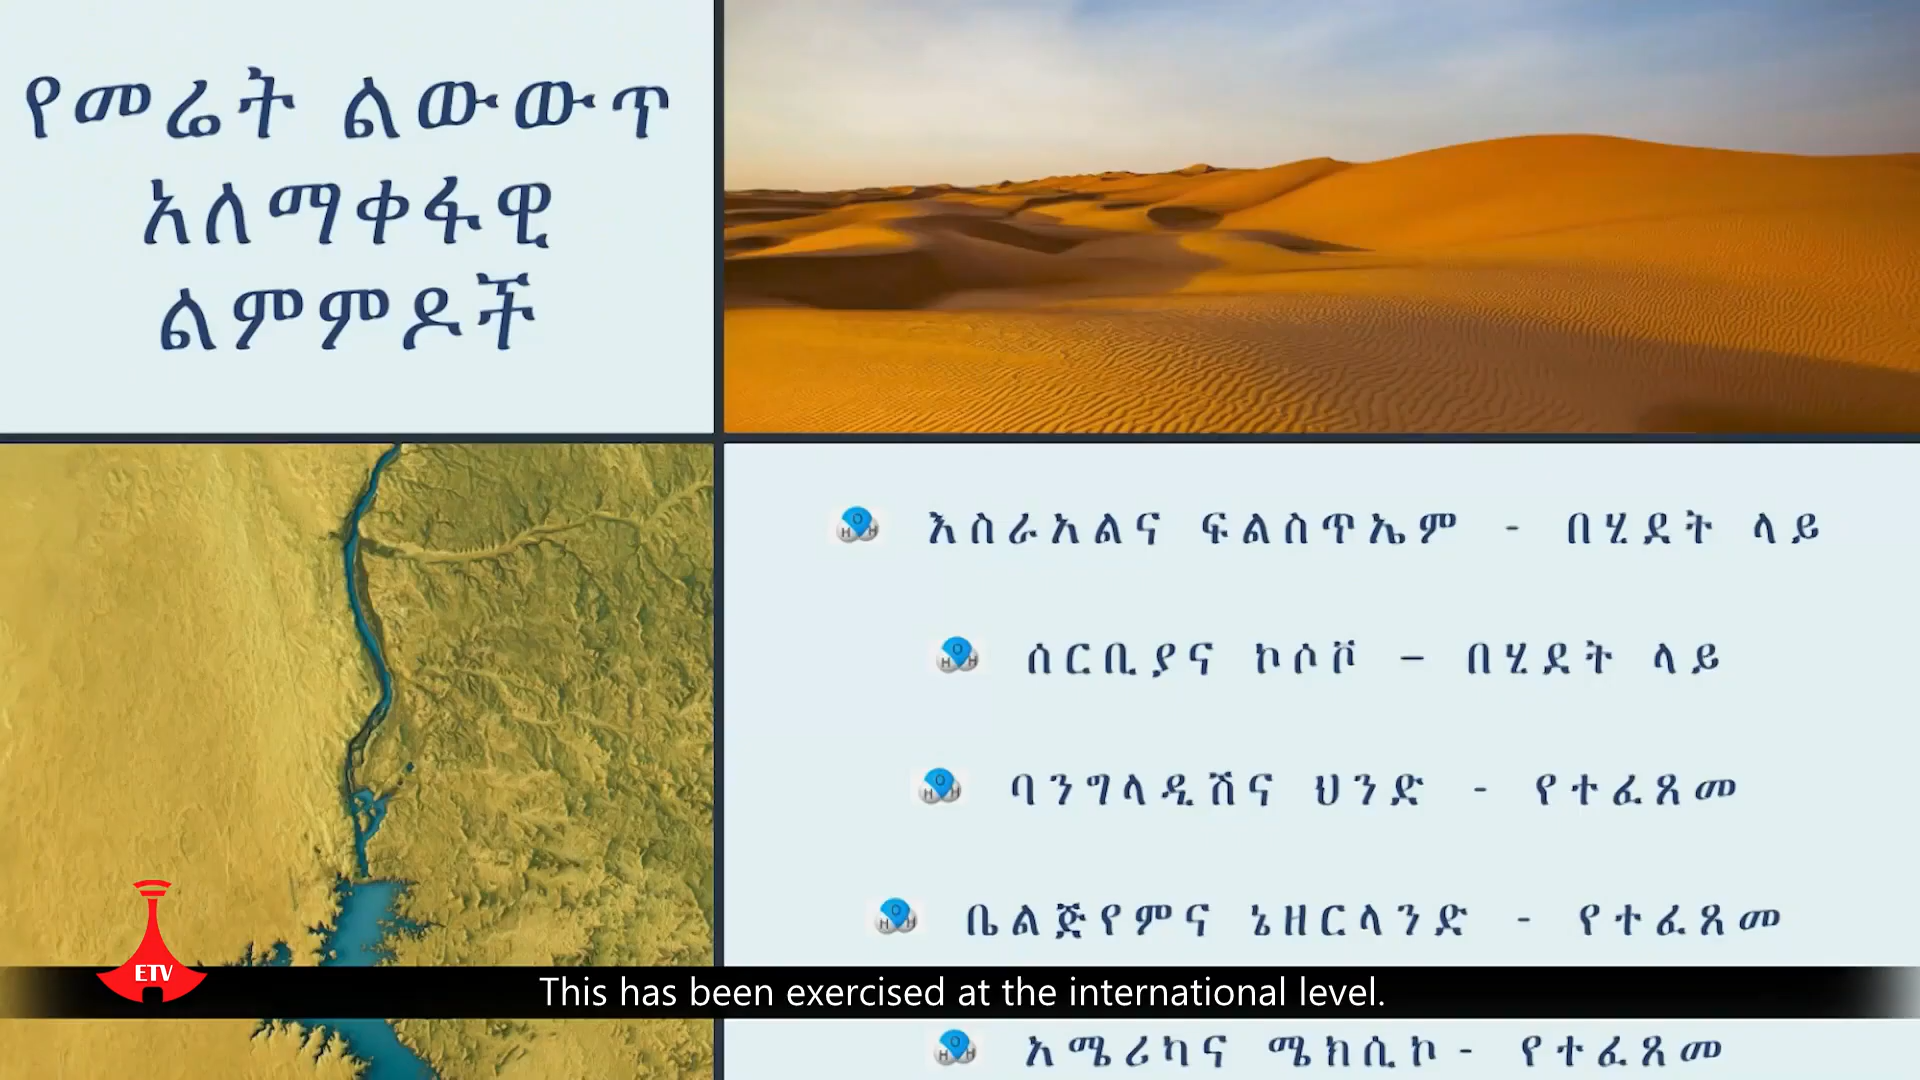 የመሬት ልውውጥ
አለማቀፋዊ
ልምምዶች
እስራአልና ፍልስጥኤም - በሂደት ላይ
ሰርቢያና ኮሶቮ – በሂደት ላይ
ባንግላዲሽና ህንድ - የተፈጸመ
ቤልጅየምና ኔዘርላንድ - የተፈጸመ
ETV
This has been exercised at the international level.
አሜሪካና ሜክሲኮ - የተፈጸመ